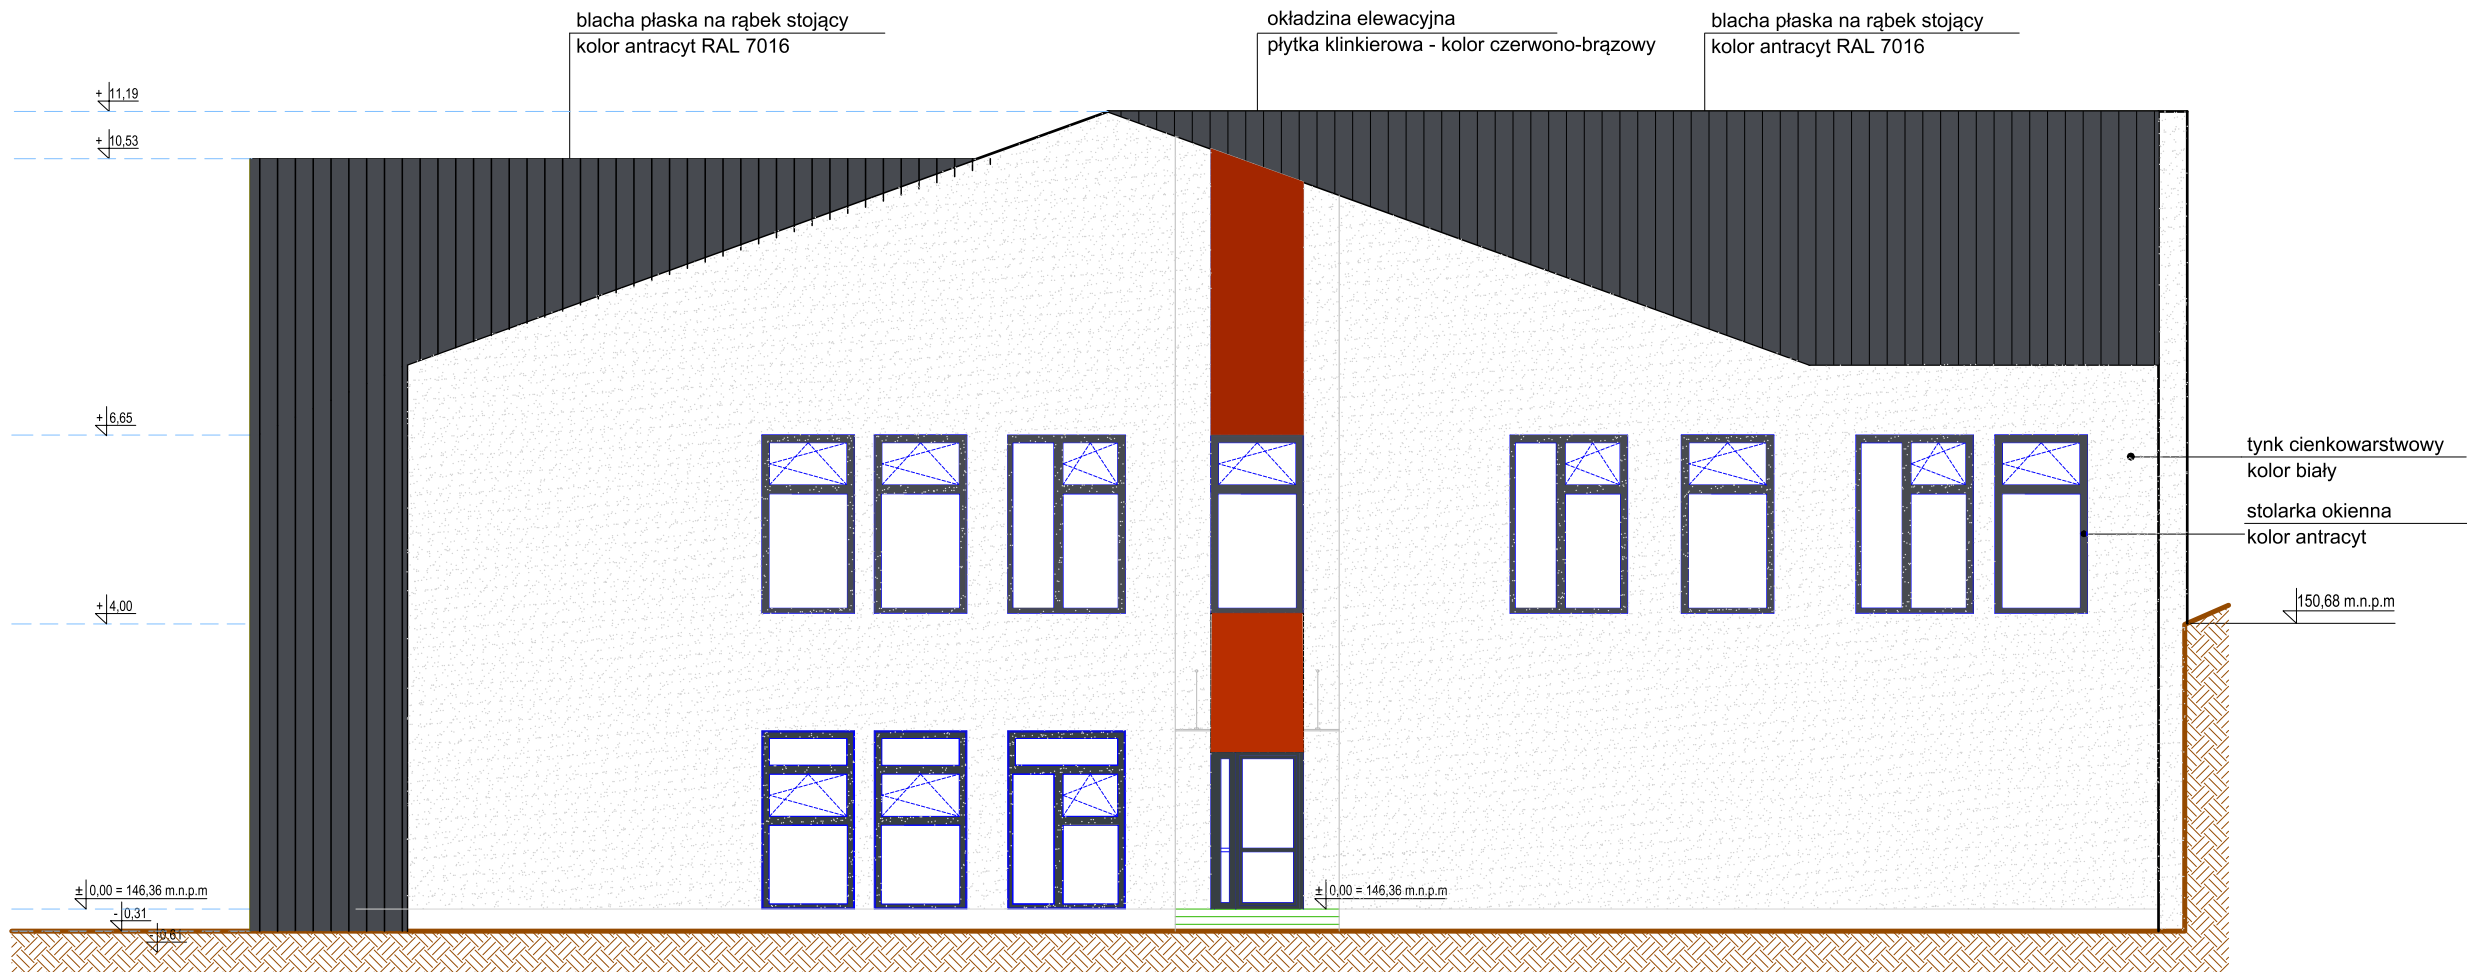 blacha płaska na rąbek stojący
kolor antracyt RAL 7016
okładzina elewacyjna
płytka klinkierowa - kolor czerwono-brązowy
blacha płaska na rąbek stojący
kolor antracyt RAL 7016
+ 11,19
+ 10,53
+ 6,65
tynk cienkowarstwowy
kolor biały
stolarka okienna
kolor antracyt
+ 4,00
150,68 m.n.p.m
± 0,00 = 146,36 m.n.p.m
± 0,00 = 146,36 m.n.p.m
- 0,31
- 0,61